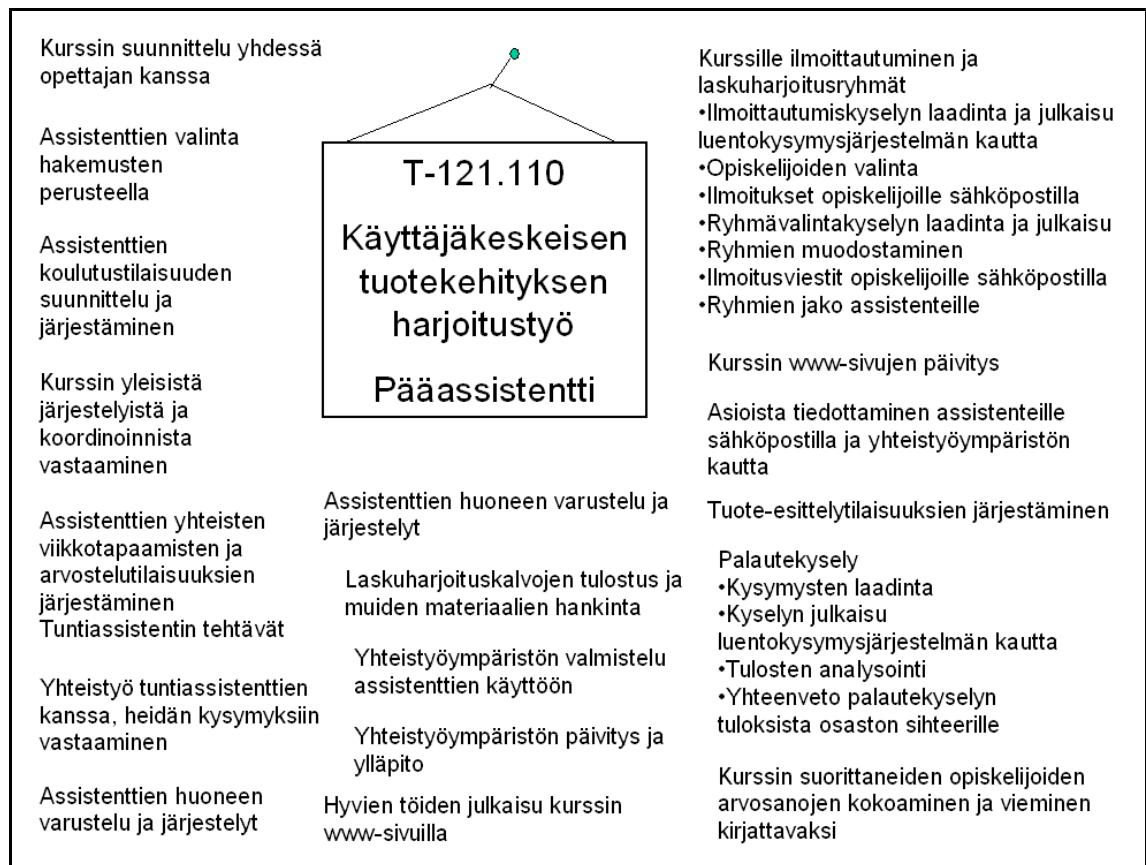 Kurssin suunnittelu yhdessä
opettajan kanssa
Assistenttien valinta
hakemusten
perusteella
Assistenttien
koulutustilaisuuden
suunnittelu ja
järjestäminen
Kurssin yleisistä
järjestelyistä ja
koordinoinnista
vastaaminen
Assistenttien yhteisten
viikkotapaamisten ja
arvostelutilaisuuksien
järjestäminen
Tuntiassistentin tehtävät
Yhteistyö tuntiassistenttien
kanssa, heidän kysymyksiin
vastaaminen
Assistenttien huoneen
varustelu ja järjestelyt
T-121.110
Käyttäjäkeskeisen
tuotekehityksen
harjoitustyö
Pääassistentti
Assistenttien huoneen varustelu ja
järjestelyt
Laskuharjoituskalvojen tulostus ja
muiden materiaalien hankinta
Yhteistyöympäristön valmistelu
assistenttien käyttöön
Yhteistyöympäristön päivitys ja
ylläpito
Hyvien töiden julkaisu kurssin
www-sivuilla
Kurssille ilmoittautuminen ja
laskuharjoitusryhmät
•Ilmoittautumiskyselyn laadinta ja julkaisu
luentokysymysjärjestelmän kautta
•Opiskelijoiden valinta
•Ilmoitukset opiskelijoille sähköpostilla
•Ryhmävalintakyselyn laadinta ja julkaisu
•Ryhmien muodostaminen
•Ilmoitusviestit opiskelijoille sähköpostilla
•Ryhmien jako assistenteille
Kurssin www-sivujen päivitys
Asioista tiedottaminen assistenteille
sähköpostilla ja yhteistyöympäristön
kautta
Tuote-esittelytilaisuuksien järjestäminen
Palautekysely
•Kysymysten laadinta
•Kyselyn julkaisu
luentokysymysjärjestelmän kautta
•Tulosten analysointi
•Yhteenveto palautekyselyn
tuloksista osaston sihteerille
Kurssin suorittaneiden opiskelijoiden
arvosanojen kokoaminen ja vieminen
kirjattavaksi